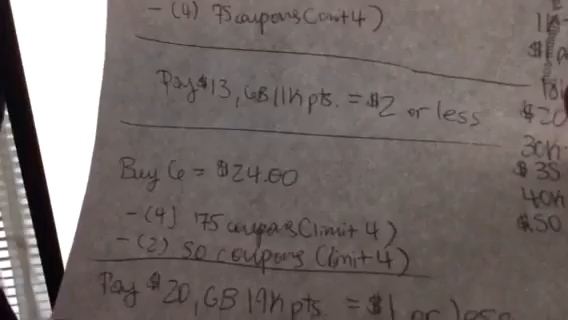 - (4) 75 coupons (limit 4)
Pay $13, GB 11K pts. = $2 or less
Buy 6 = $24.00
- (4) 75 coupons (limit 4)
- (2) 50 coupons (limit 4)
Pay $20, GB 19K pts. = $1 or less
$20
30K
$35
40K
$50